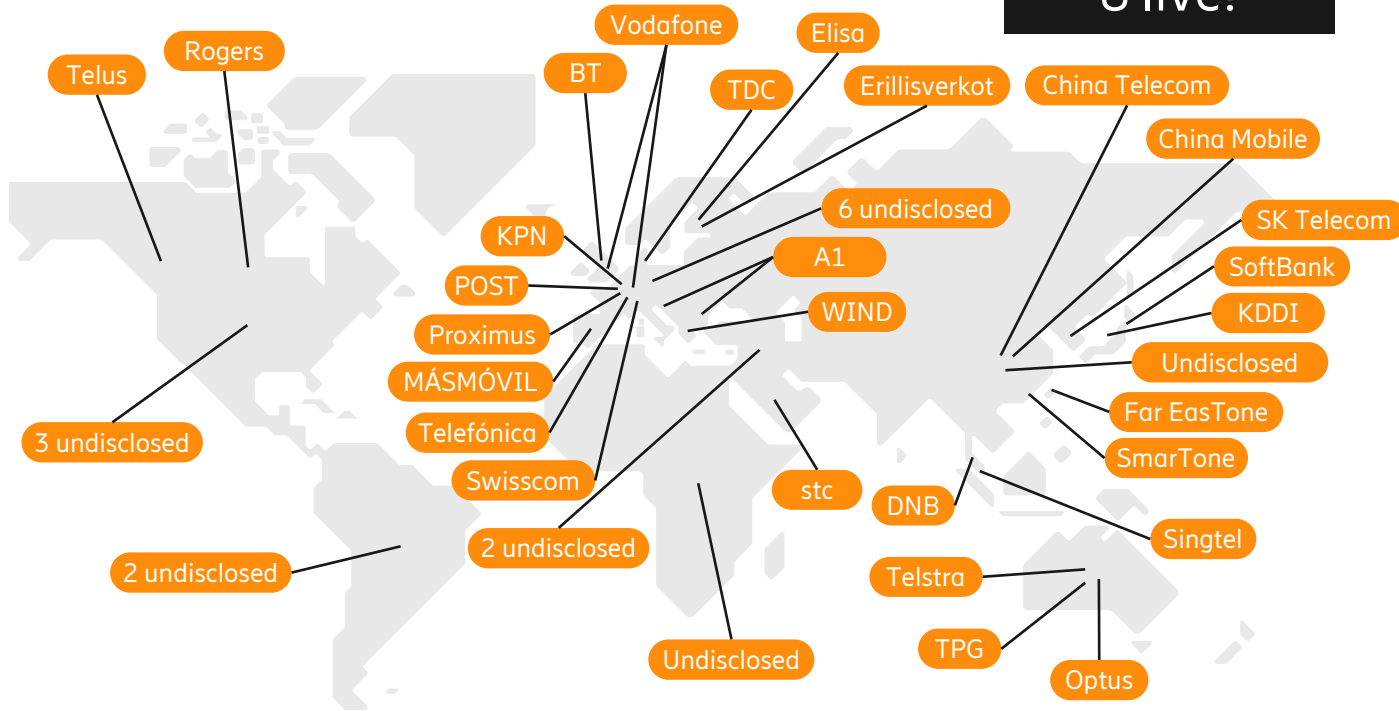 live!
Vodafone
Elisa
Rogers
Telus
BT
TDC
Erillisverkot
China Telecom
China Mobile
6 undisclosed
SK Telecom
KPN
A1
SoftBank
POST
WIND
KDDI
Proximus
Undisclosed
MÁSMÓVIL
Far EasTone
Telefónica
3 undisclosed
SmarTone
Swisscom
stc
DNB
2 undisclosed
Singtel
2 undisclosed
Telstra
TPG
Undisclosed
Optus